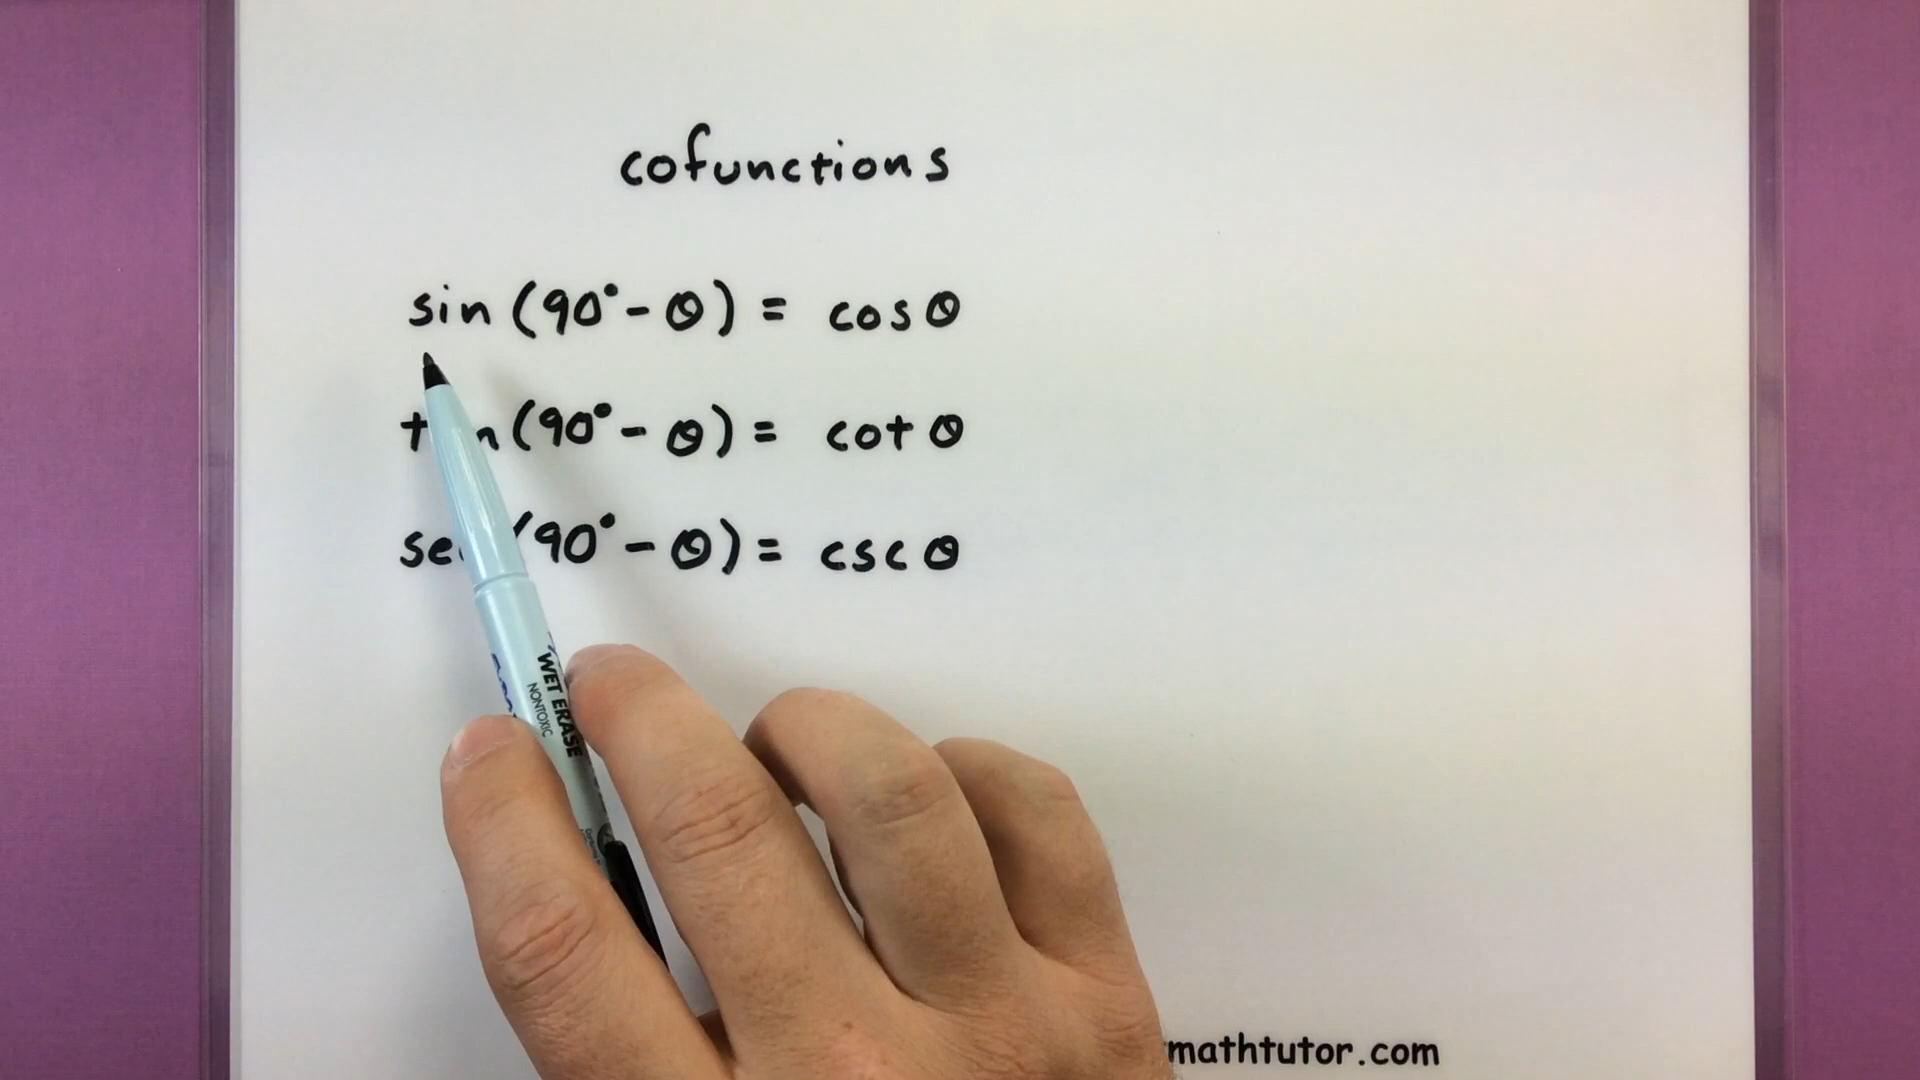 cofunctions
sin (90° - θ) = cos θ
(90° - θ) = cot θ
(90° - θ) = csc θ
WET ERASE
NONTOXIC
mathtutor.com